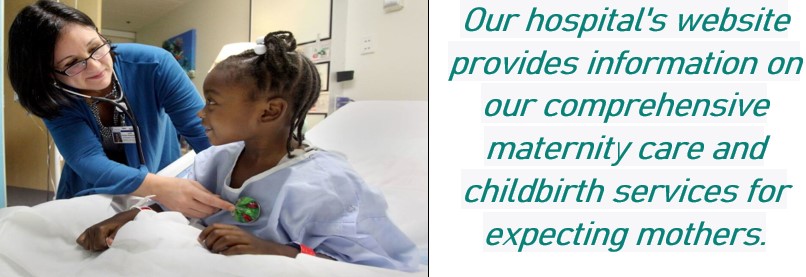 Our hospital's website
provides information on
our comprehensive
maternity care and
childbirth services for
expecting mothers.